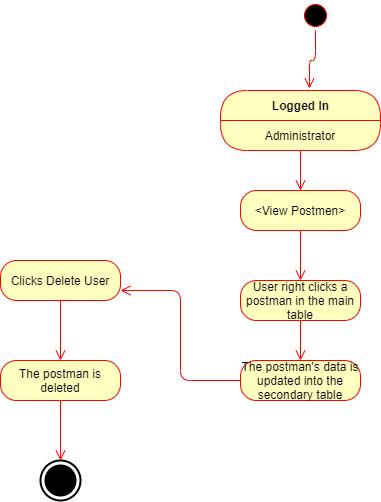 Logged In
Administrator
<View Postmen>
User right clicks a
postman in the main
table
The postman's data is
updated into the
secondary table
Clicks Delete User
The postman is
deleted